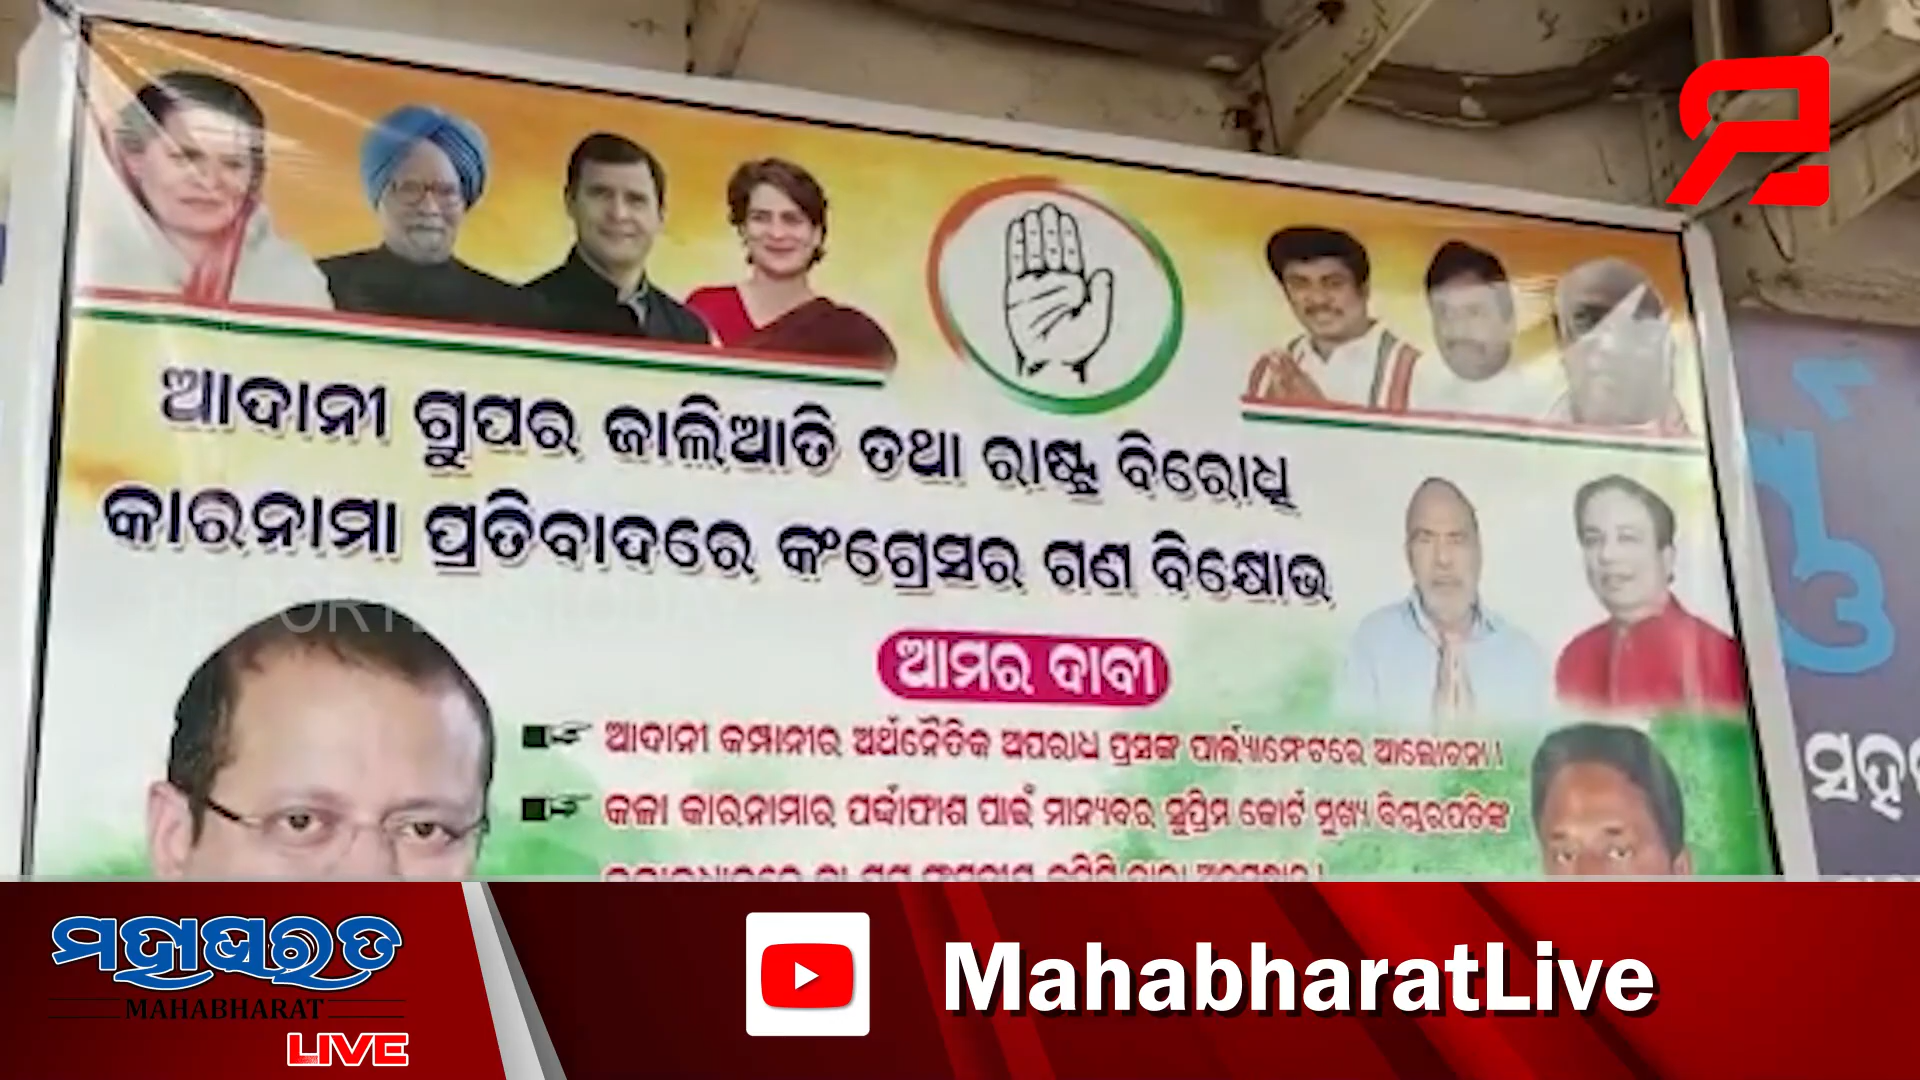 ଆଦାନୀ ଗ୍ରୁପର ଜାଲିଆତି ତଥା ରାଷ୍ଟ୍ର ବିରୋଧି
କାରନାମା ପ୍ରତିବାଦରେ କଂଗ୍ରେସର ଗଣ ବିକ୍ଷୋଭ
ଆମର ଦାବୀ
ଆଦାନୀ କମ୍ପାନୀର ଅର୍ଥନୈତିକ ଅପରାଧ ପ୍ରସଙ୍ଗ ପାର୍ଲ୍ୟାମେଣ୍ଟରେ ଆଲୋଚନା।
କଳା କାରନାମାର ପର୍ଦ୍ଦାଫାଶ ପାଇଁ ମାନ୍ୟବର ସୁପ୍ରିମ କୋର୍ଟ ମୁଖ୍ୟ ବିଚାରପତିଙ୍କ
ମହାଭାରତ
MAHABHARAT
LIVE
MahabharatLive